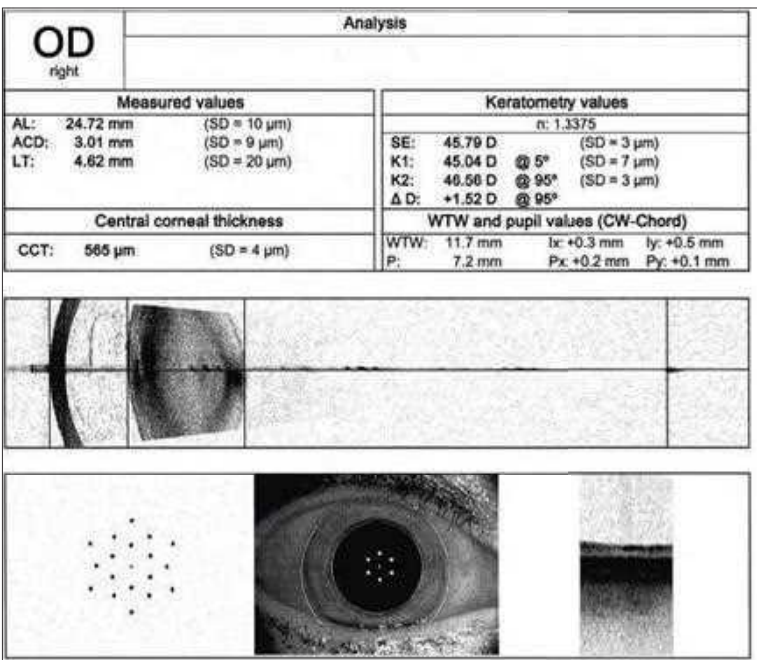 Analysis
OD
right
Measured values
AL: 24.72 mm (SD = 10 µm)
ACD: 3.01 mm (SD = 9 µm)
LT: 4.62 mm (SD = 20 µm)
Keratometry values
n: 1.3375
SE: 45.79 D (SD = 3 µm)
K1: 45.04 D @ 5° (SD = 7 µm)
K2: 46.56 D @ 95° (SD = 3 µm)
Δ D: +1.52 D @ 95°
Central corneal thickness
CCT: 565 µm (SD = 4 µm)
WTW and pupil values (CW-Chord)
WTW: 11.7 mm Ix: +0.3 mm Iy: +0.5 mm
P: 7.2 mm Px: +0.2 mm Py: +0.1 mm